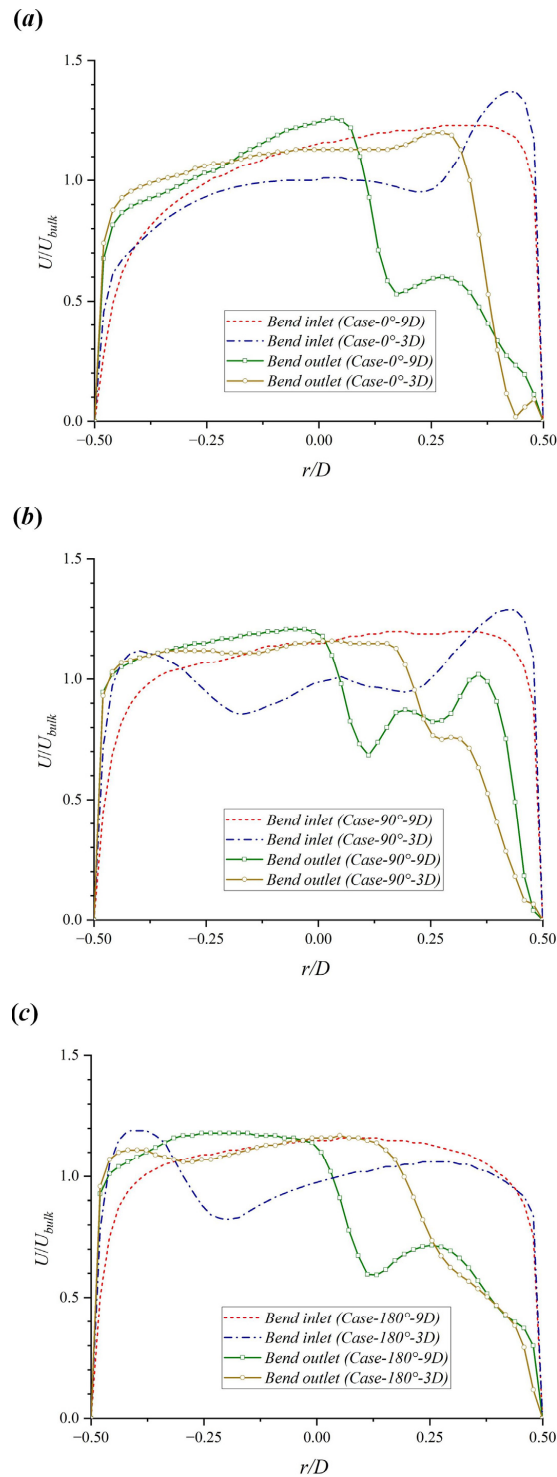 (a)
1.5
1.0
0.5
0.0
U/U_bulk
Bend inlet (Case-0°-9D)
Bend inlet (Case-0°-3D)
Bend outlet (Case-0°-9D)
Bend outlet (Case-0°-3D)
-0.50 -0.25 0.00 0.25 0.50
r/D
(b)
1.5
1.0
0.5
0.0
U/U_bulk
Bend inlet (Case-90°-9D)
Bend inlet (Case-90°-3D)
Bend outlet (Case-90°-9D)
Bend outlet (Case-90°-3D)
-0.50 -0.25 0.00 0.25 0.50
r/D
(c)
1.5
1.0
0.5
0.0
U/U_bulk
Bend inlet (Case-180°-9D)
Bend inlet (Case-180°-3D)
Bend outlet (Case-180°-9D)
Bend outlet (Case-180°-3D)
-0.50 -0.25 0.00 0.25 0.50
r/D